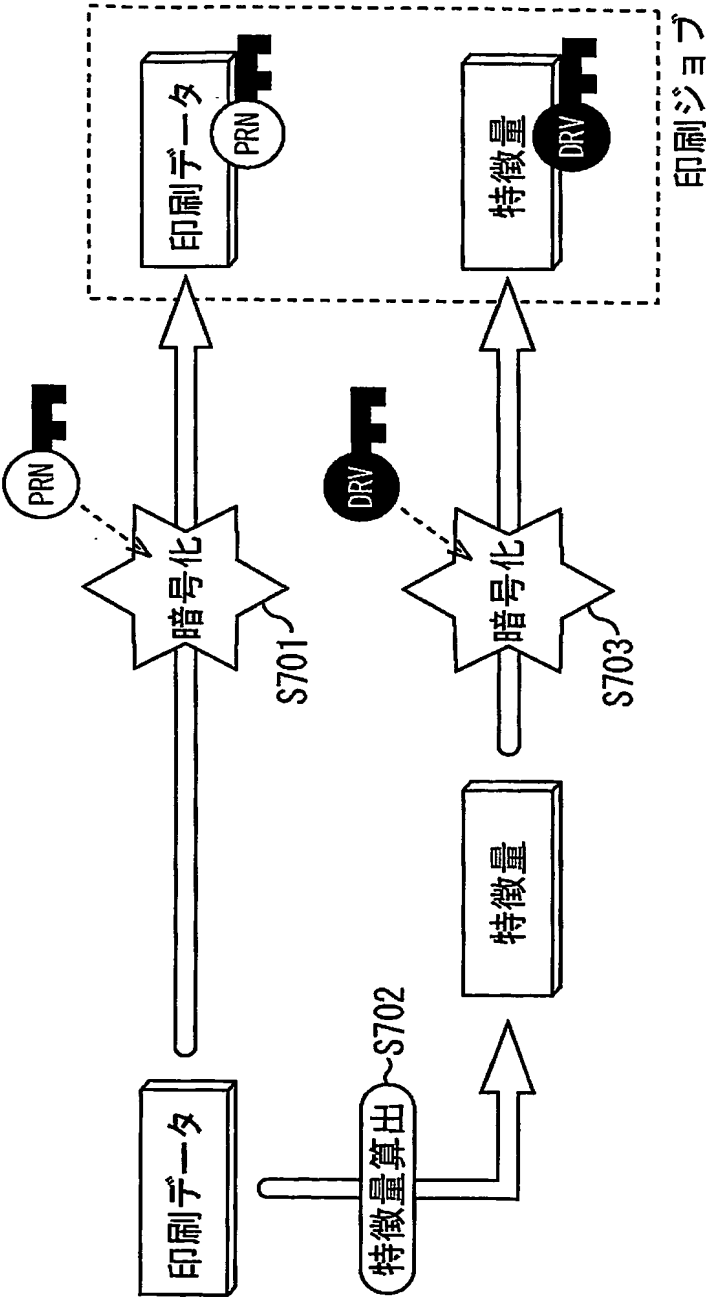 印刷データ
暗号化
S701
PRN
印刷データ
PRN
特徴量算出
S702
特徴量
暗号化
S703
DRV
特徴量
DRV
印刷ジョブ